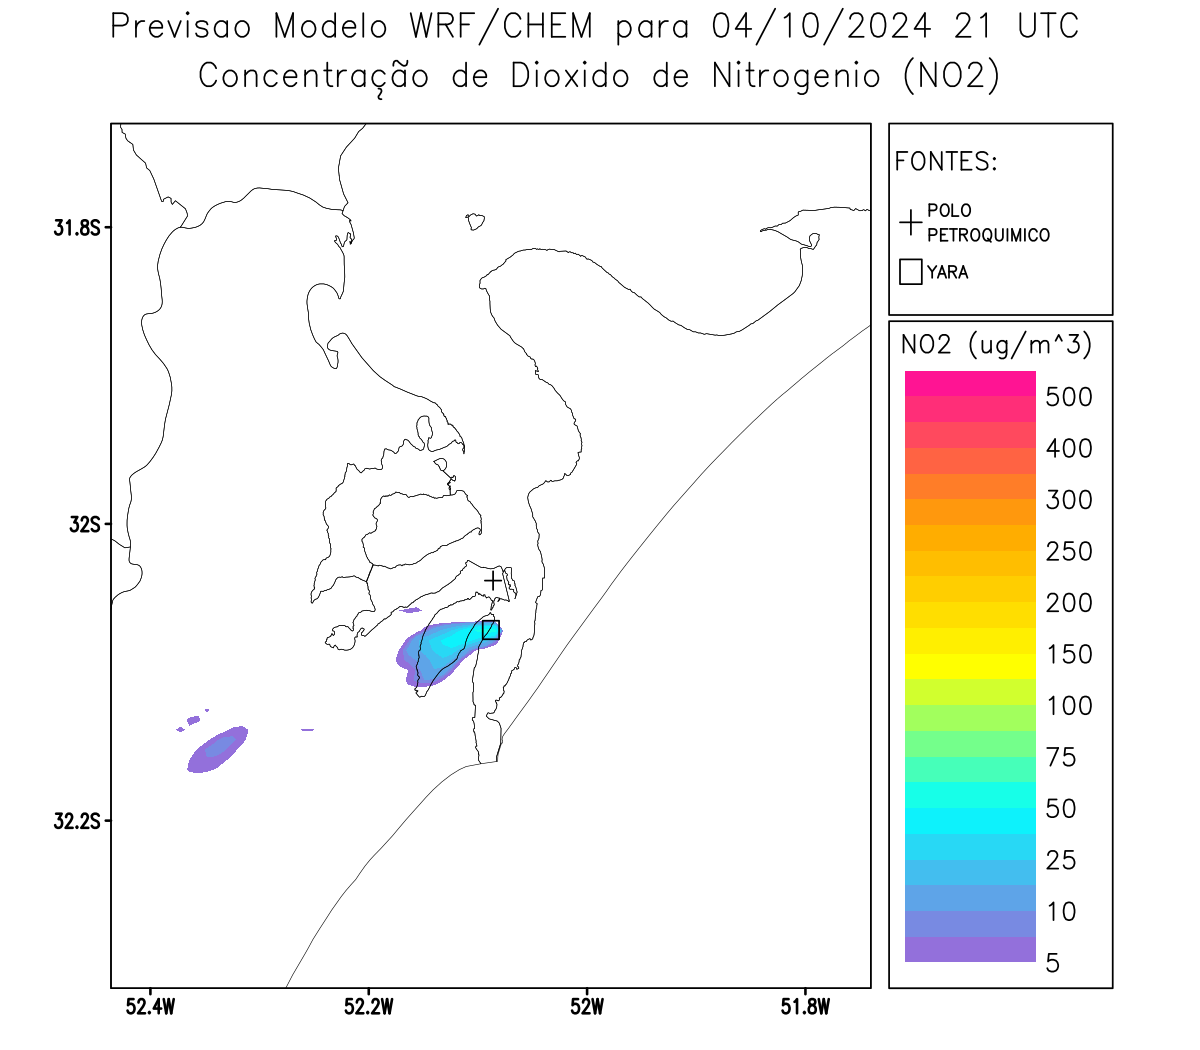 Previsao Modelo WRF/CHEM para 04/10/2024 21 UTC
Concentração de Dioxido de Nitrogenio (NO2)
FONTES:
POLO
PETROQUIMICO
YARA
NO2 (ug/m^3)
500
400
300
250
200
150
100
75
50
25
10
5
31.8S
32S
32.2S
52.4W
52.2W
52W
51.8W